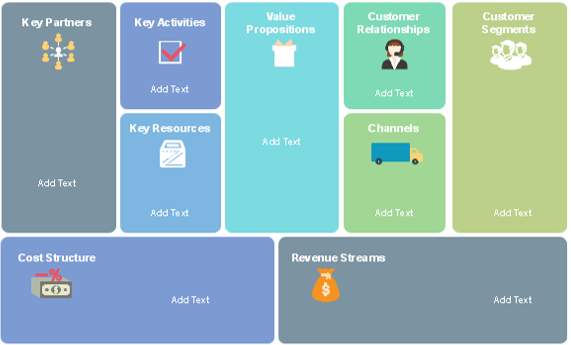 Key Partners
Add Text
Key Activities
Add Text
Key Resources
Add Text
Value
Propositions
Add Text
Customer
Relationships
Add Text
Channels
Add Text
Customer
Segments
Add Text
Cost Structure
%
$
Add Text
Revenue Streams
$
Add Text